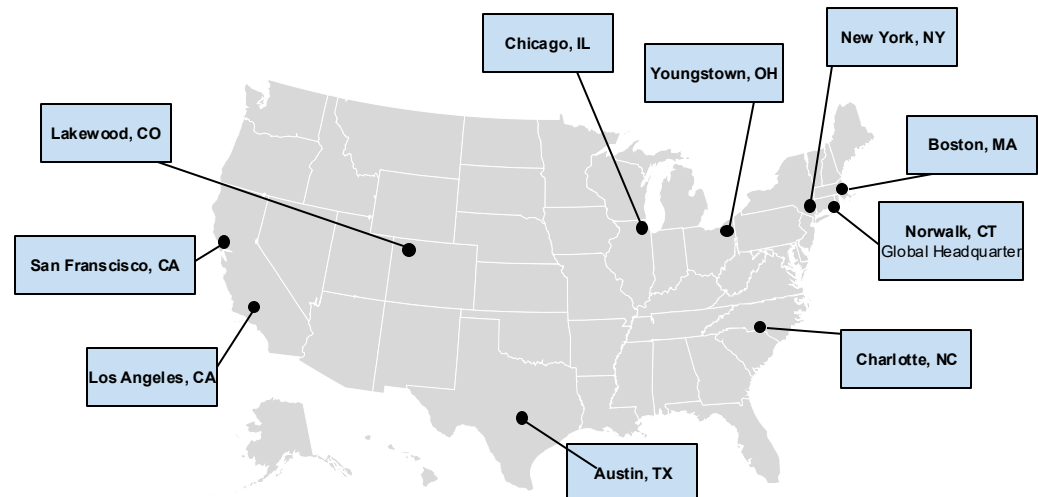 New York, NY
Chicago, IL
Youngstown, OH
Lakewood, CO
Boston, MA
Norwalk, CT
Global Headquarter
San Franscisco, CA
Charlotte, NC
Los Angeles, CA
Austin, TX